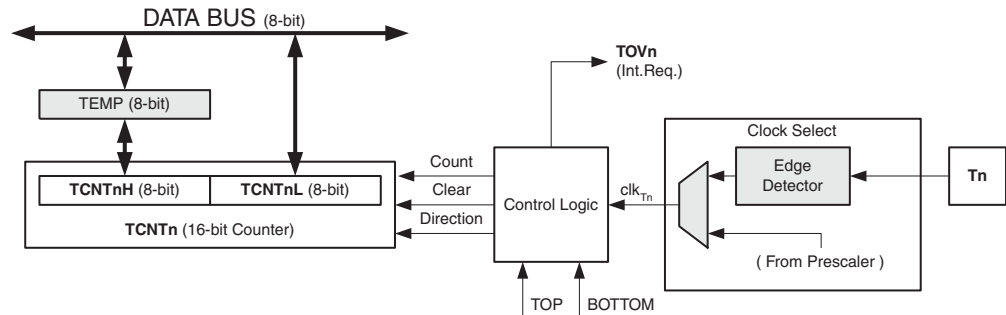 DATA BUS (8-bit)
TOVn
(Int.Req.)
TEMP (8-bit)
Clock Select
Count
Edge
Detector
TCNTnH (8-bit) TCNTnL (8-bit)
Clear
Control Logic
clkTn
Tn
TCNTn (16-bit Counter)
Direction
( From Prescaler )
TOP BOTTOM